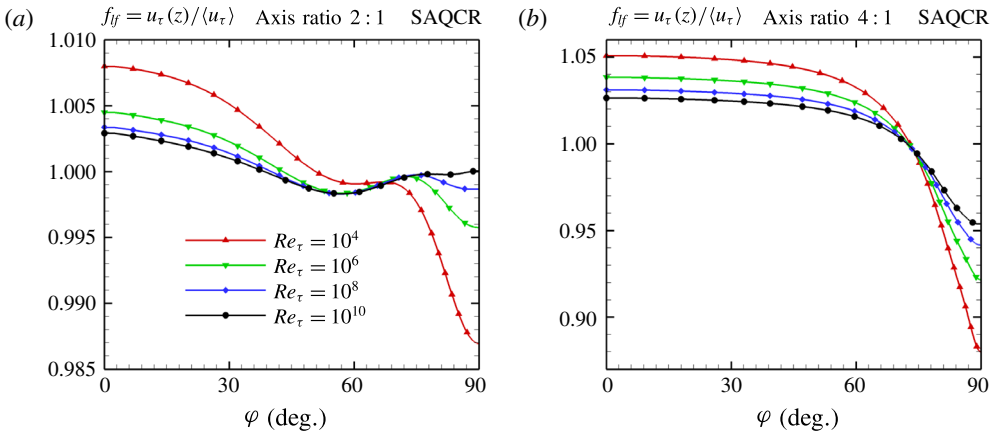 (a) f_lf = u_τ(z)/⟨u_τ⟩ Axis ratio 2 : 1 SAQCR
1.010
1.005
1.000
0.995
0.990
0.985
Re_τ = 10^4
Re_τ = 10^6
Re_τ = 10^8
Re_τ = 10^10
0 30 60 90
φ (deg.)
(b) f_lf = u_τ(z)/⟨u_τ⟩ Axis ratio 4 : 1 SAQCR
1.05
1.00
0.95
0.90
0 30 60 90
φ (deg.)